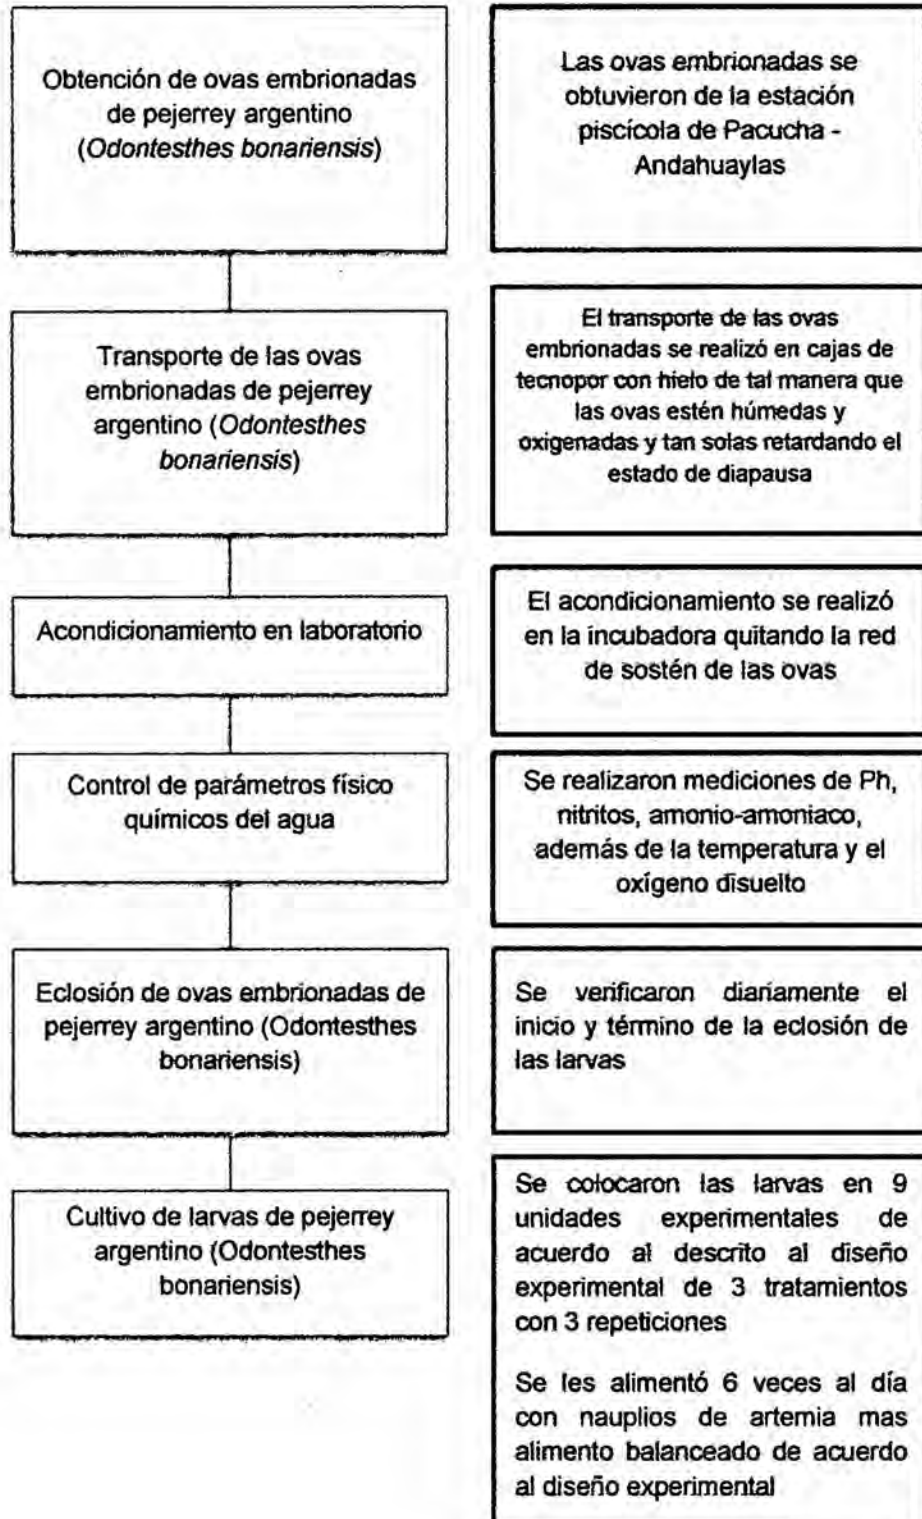 Obtención de ovas embrionadas
de pejerrey argentino
(Odontesthes bonariensis)
Las ovas embrionadas se
obtuvieron de la estación
piscícola de Pacucha -
Andahuaylas
Transporte de las ovas
embrionadas de pejerrey
argentino (Odontesthes
bonariensis)
El transporte de las ovas
embrionadas se realizó en cajas de
tecnopor con hielo de tal manera que
las ovas estén húmedas y
oxigenadas y tan solas retardando el
estado de diapausa
Acondicionamiento en laboratorio
El acondicionamiento se realizó
en la incubadora quitando la red
de sostén de las ovas
Control de parámetros físico
químicos del agua
Se realizaron mediciones de Ph,
nitritos, amonio-amoniaco,
además de la temperatura y el
oxígeno disuelto
Eclosión de ovas embrionadas de
pejerrey argentino (Odontesthes
bonariensis)
Se verificaron diariamente el
inicio y término de la eclosión de
las larvas
Cultivo de larvas de pejerrey
argentino (Odontesthes
bonariensis)
Se colocaron las larvas en 9
unidades experimentales de
acuerdo al descrito al diseño
experimental de 3 tratamientos
con 3 repeticiones
Se les alimentó 6 veces al día
con nauplios de artemia mas
alimento balanceado de acuerdo
al diseño experimental